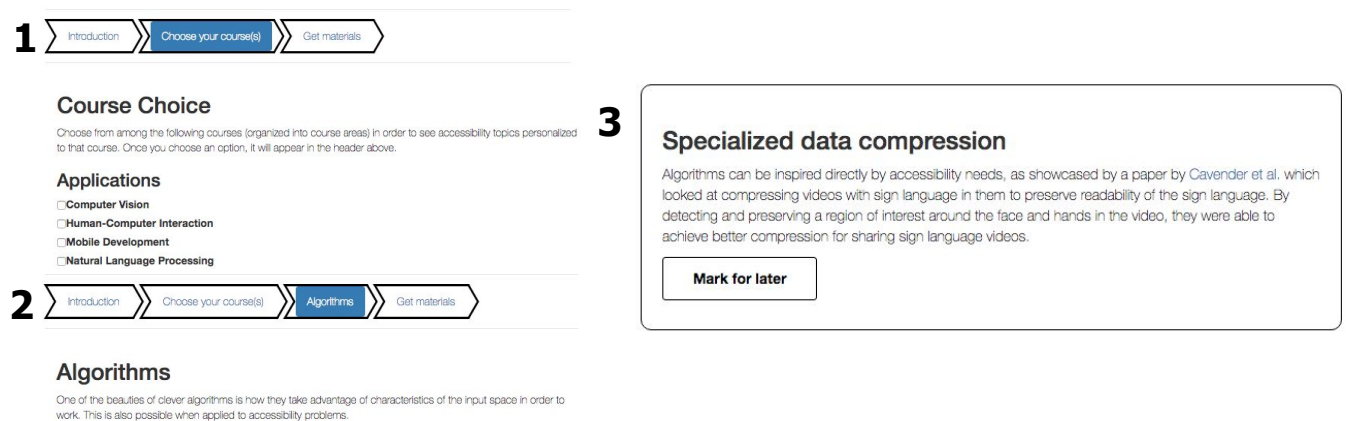 1
Introduction
Choose your course(s)
Get materials
Course Choice
Choose from among the following courses (organized into course areas) in order to see accessibility topics personalized
to that course. Once you choose an option, it will appear in the header above.
Applications
Computer Vision
Human-Computer Interaction
Mobile Development
Natural Language Processing
2
Introduction
Choose your course(s)
Algorithms
Get materials
Algorithms
One of the beauties of clever algorithms is how they take advantage of characteristics of the input space in order to
work. This is also possible when applied to accessibility problems.
3
Specialized data compression
Algorithms can be inspired directly by accessibility needs, as showcased by a paper by Cavender et al. which
looked at compressing videos with sign language in them to preserve readability of the sign language. By
detecting and preserving a region of interest around the face and hands in the video, they were able to
achieve better compression for sharing sign language videos.
Mark for later